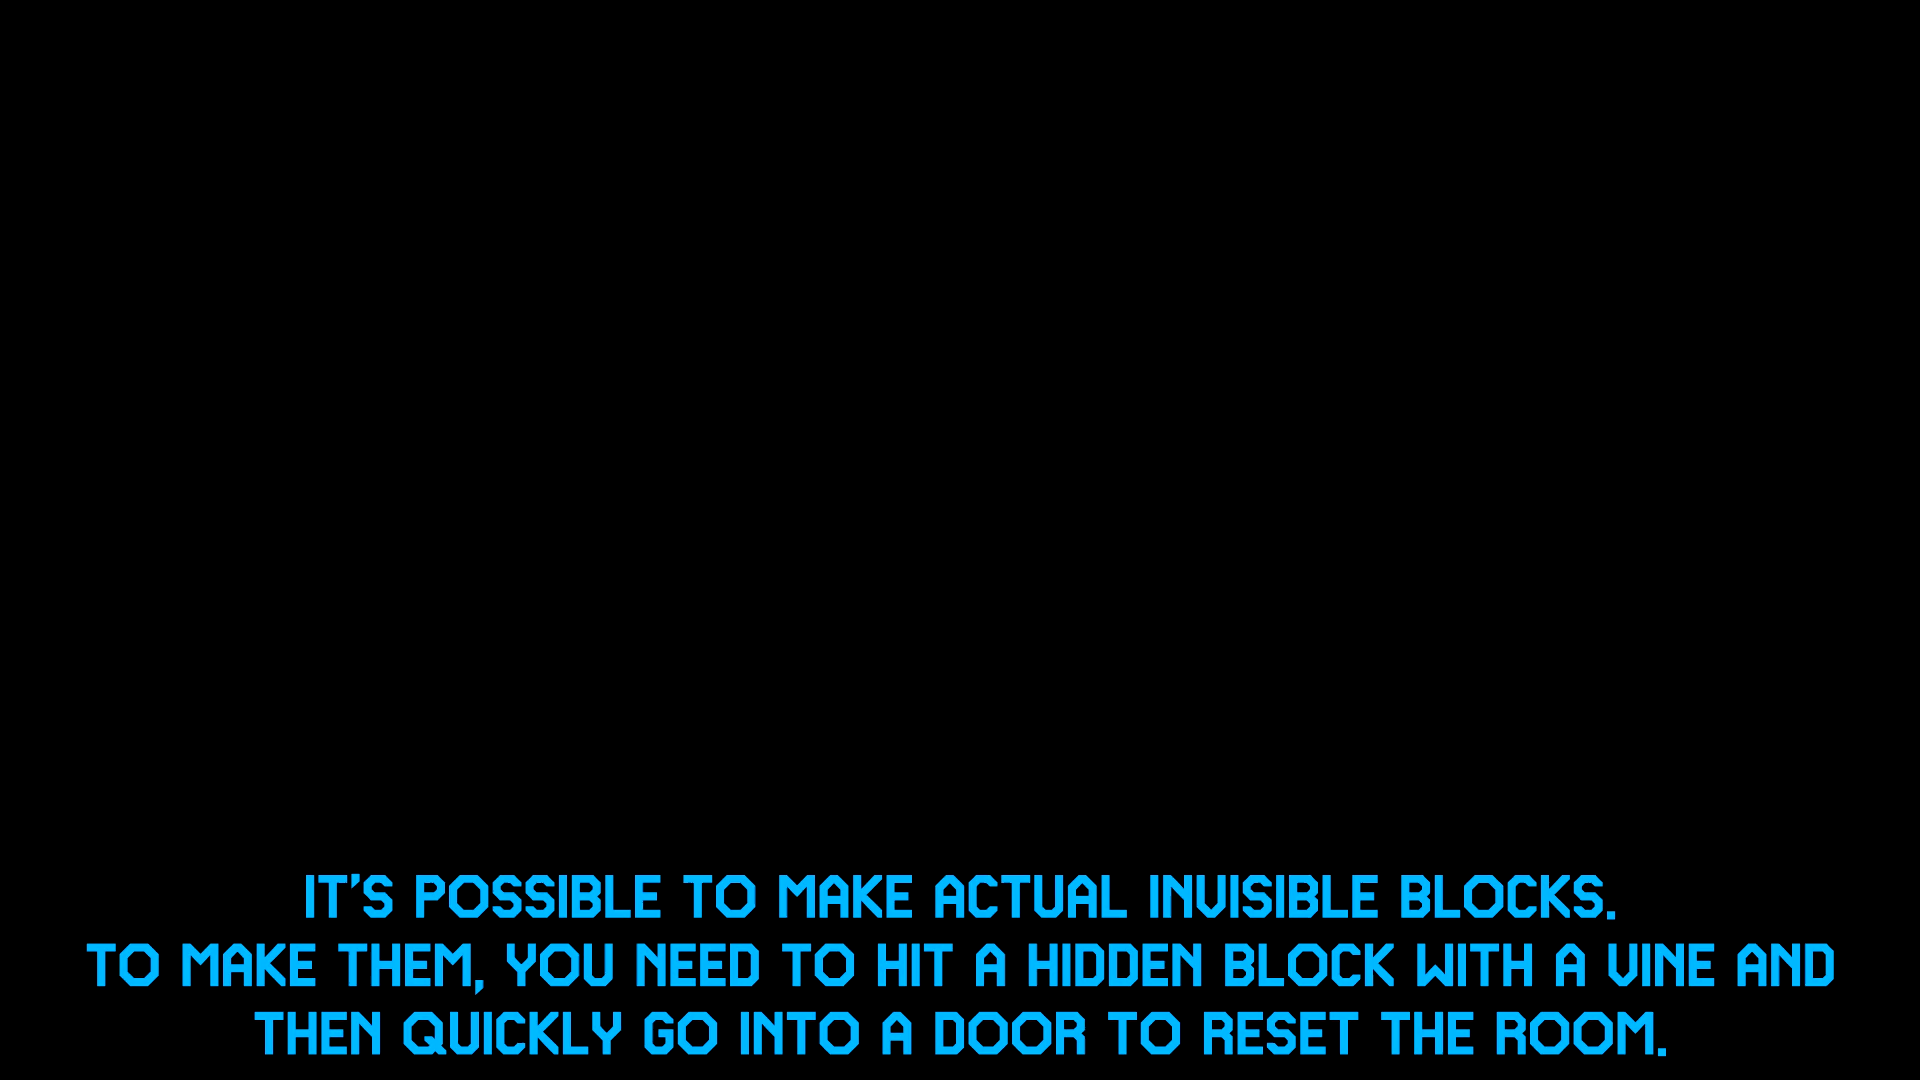 IT'S POSSIBLE TO MAKE ACTUAL INVISIBLE BLOCKS.
TO MAKE THEM, YOU NEED TO HIT A HIDDEN BLOCK WITH A VINE AND
THEN QUICKLY GO INTO A DOOR TO RESET THE ROOM.